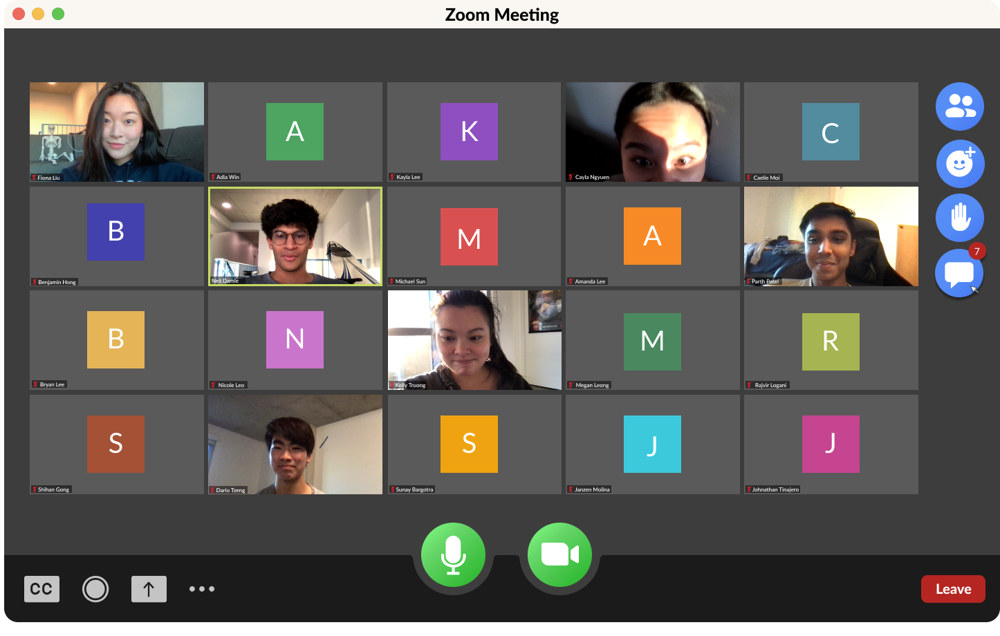 Zoom Meeting
A
K
C
Fiona Liu
Adia Win
Kayla Lee
Cayla Ngyuen
Caelie Moi
B
M
A
7
Benjamin Hong
Neil Damle
Michael Sun
Amanda Lee
Parth Patel
B
N
M
R
Bryan Lee
Nicole Leo
Kelly Truong
Megan Leong
Rajvir Logani
S
S
J
J
Shihan Gong
Dario Tzeng
Sunay Bargotra
Janzen Molina
Johnathan Tinajero
CC
Leave